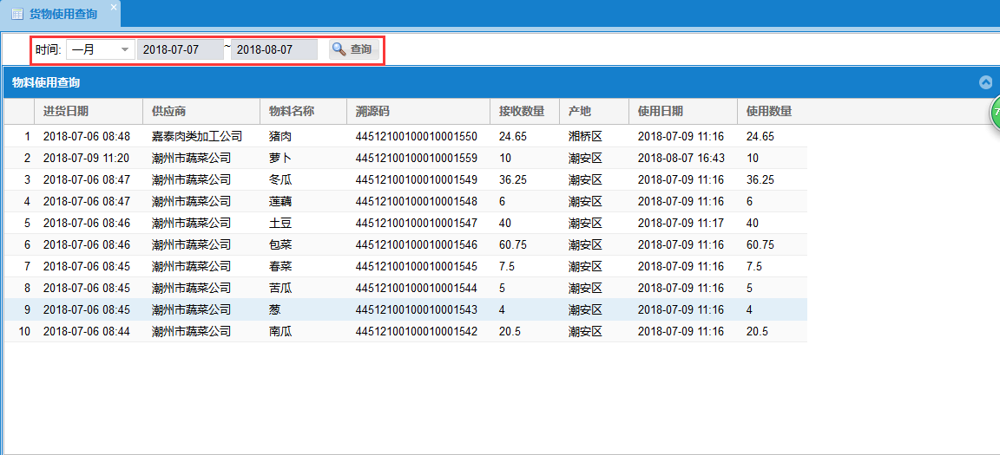 货物使用查询
时间: 一月 2018-07-07 ~ 2018-08-07 查询
物料使用查询
进货日期 供应商 物料名称 溯源码 接收数量 产地 使用日期 使用数量
1 2018-07-06 08:48 嘉泰肉类加工公司 猪肉 44512100100010001550 24.65 湘桥区 2018-07-09 11:16 24.65
2 2018-07-09 11:20 潮州市蔬菜公司 萝卜 44512100100010001559 10 潮安区 2018-08-07 16:43 10
3 2018-07-06 08:47 潮州市蔬菜公司 冬瓜 44512100100010001549 36.25 潮安区 2018-07-09 11:16 36.25
4 2018-07-06 08:47 潮州市蔬菜公司 莲藕 44512100100010001548 6 潮安区 2018-07-09 11:16 6
5 2018-07-06 08:46 潮州市蔬菜公司 土豆 44512100100010001547 40 潮安区 2018-07-09 11:17 40
6 2018-07-06 08:46 潮州市蔬菜公司 包菜 44512100100010001546 60.75 潮安区 2018-07-09 11:16 60.75
7 2018-07-06 08:45 潮州市蔬菜公司 春菜 44512100100010001545 7.5 潮安区 2018-07-09 11:16 7.5
8 2018-07-06 08:45 潮州市蔬菜公司 苦瓜 44512100100010001544 5 潮安区 2018-07-09 11:16 5
9 2018-07-06 08:45 潮州市蔬菜公司 葱 44512100100010001543 4 潮安区 2018-07-09 11:16 4
10 2018-07-06 08:44 潮州市蔬菜公司 南瓜 44512100100010001542 20.5 潮安区 2018-07-09 11:16 20.5